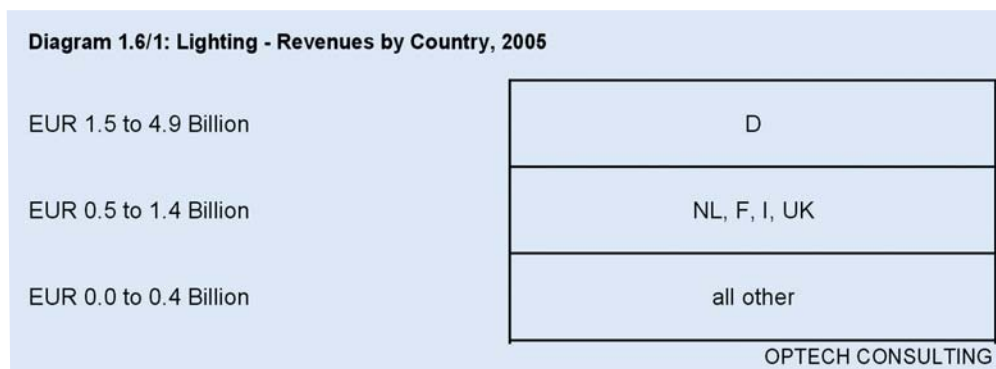 Diagram 1.6/1: Lighting - Revenues by Country, 2005
EUR 1.5 to 4.9 Billion D
EUR 0.5 to 1.4 Billion NL, F, I, UK
EUR 0.0 to 0.4 Billion all other
OPTECH CONSULTING